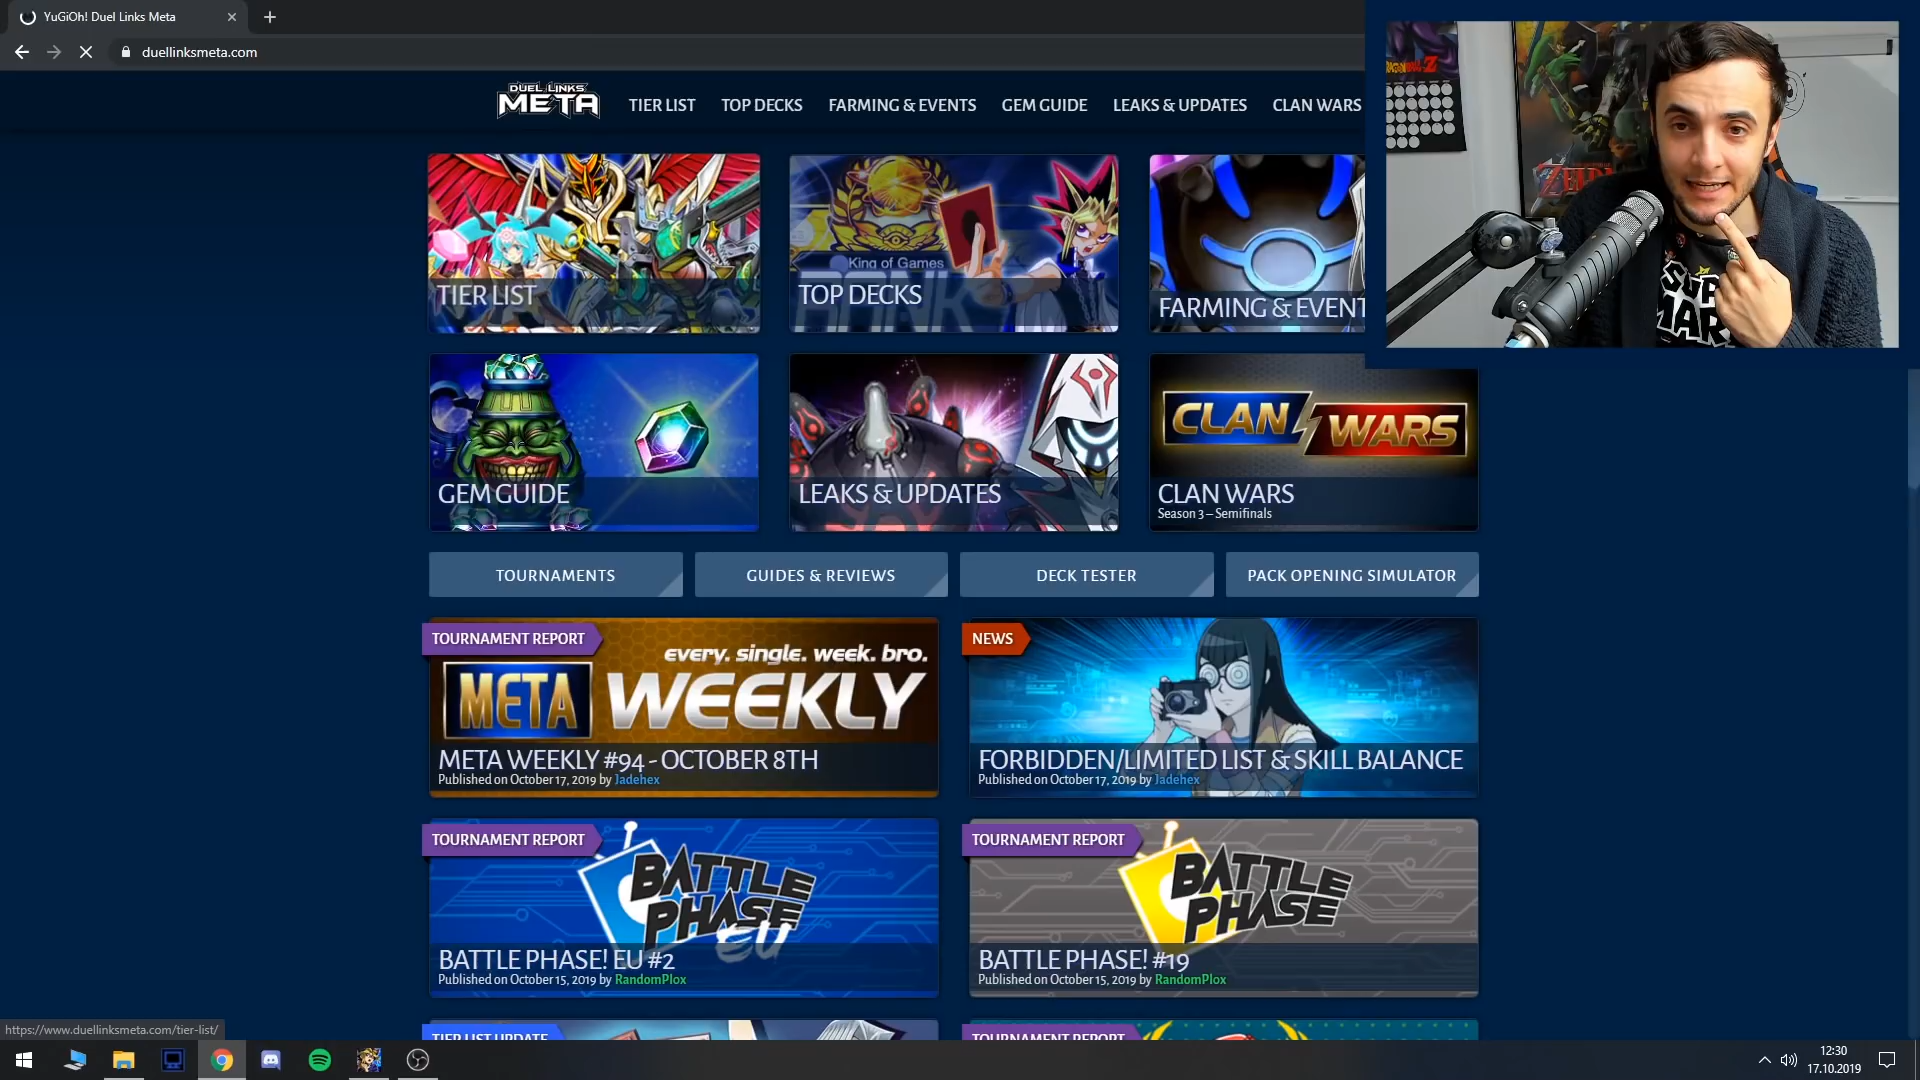 YuGiOh! Duel Links Meta
duellinksmeta.com
DUEL LINKS
META
TIER LIST
TOP DECKS
FARMING & EVENTS
GEM GUIDE
LEAKS & UPDATES
CLAN WARS
TIER LIST
King of Games
TOP DECKS
FARMING & EVENT
GEM GUIDE
LEAKS & UPDATES
CLAN WARS
CLAN WARS
Season 3 – Semifinals
TOURNAMENTS
GUIDES & REVIEWS
DECK TESTER
PACK OPENING SIMULATOR
TOURNAMENT REPORT
every. single. week. bro.
META WEEKLY
META WEEKLY #94 - OCTOBER 8TH
Published on October 17, 2019 by Jadehex
NEWS
FORBIDDEN/LIMITED LIST & SKILL BALANCE
Published on October 17, 2019 by Jadehex
TOURNAMENT REPORT
BATTLE
PHASE
EU
BATTLE PHASE! EU #2
Published on October 15, 2019 by RandomPlox
TOURNAMENT REPORT
BATTLE
PHASE
BATTLE PHASE! #19
Published on October 15, 2019 by RandomPlox
TIER LIST UPDATE
TOURNAMENT REPORT
https://www.duellinksmeta.com/tier-list/
12:30
17.10.2019
ZELDA